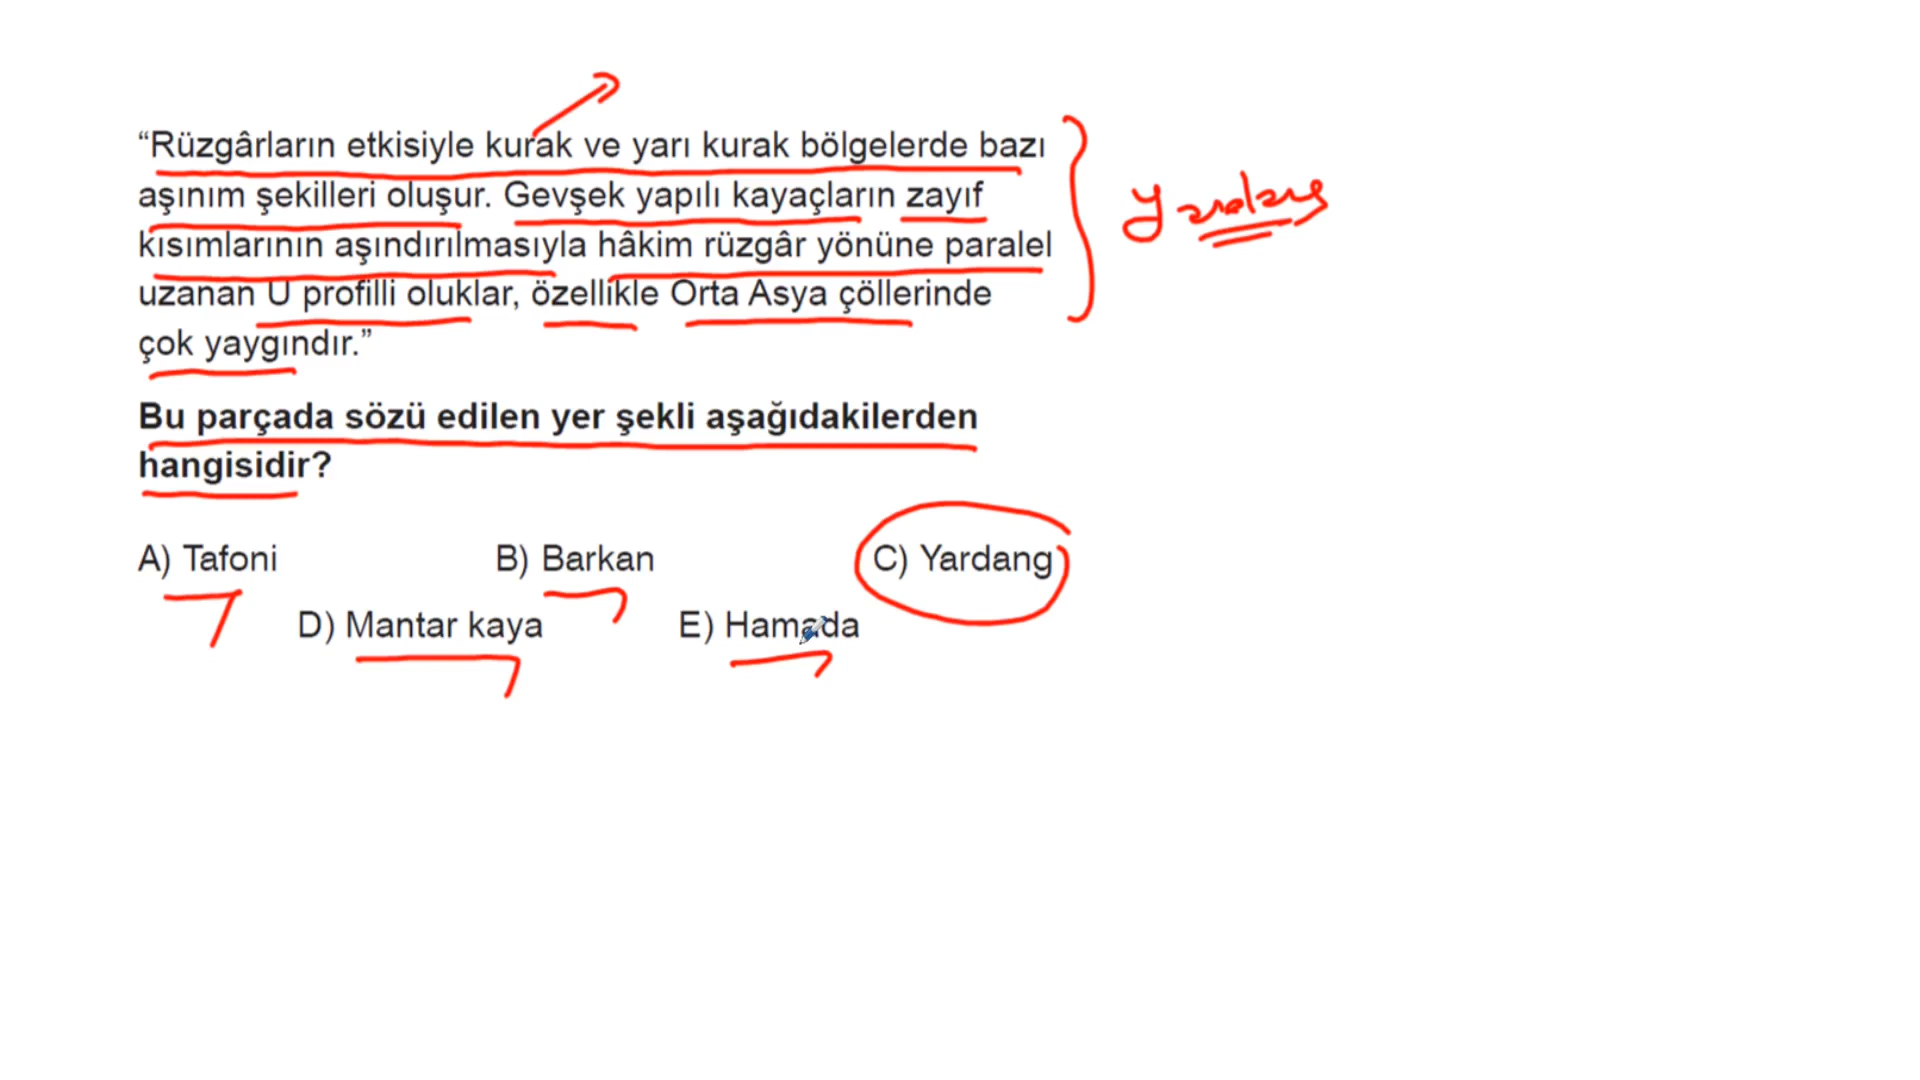 “Rüzgârların etkisiyle kurak ve yarı kurak bölgelerde bazı
aşınım şekilleri oluşur. Gevşek yapılı kayaçların zayıf
kısımlarının aşındırılmasıyla hâkim rüzgâr yönüne paralel
uzanan U profilli oluklar, özellikle Orta Asya çöllerinde
çok yaygındır.”
Yardang
Bu parçada sözü edilen yer şekli aşağıdakilerden
hangisidir?
A) Tafoni B) Barkan C) Yardang
D) Mantar kaya E) Hamada